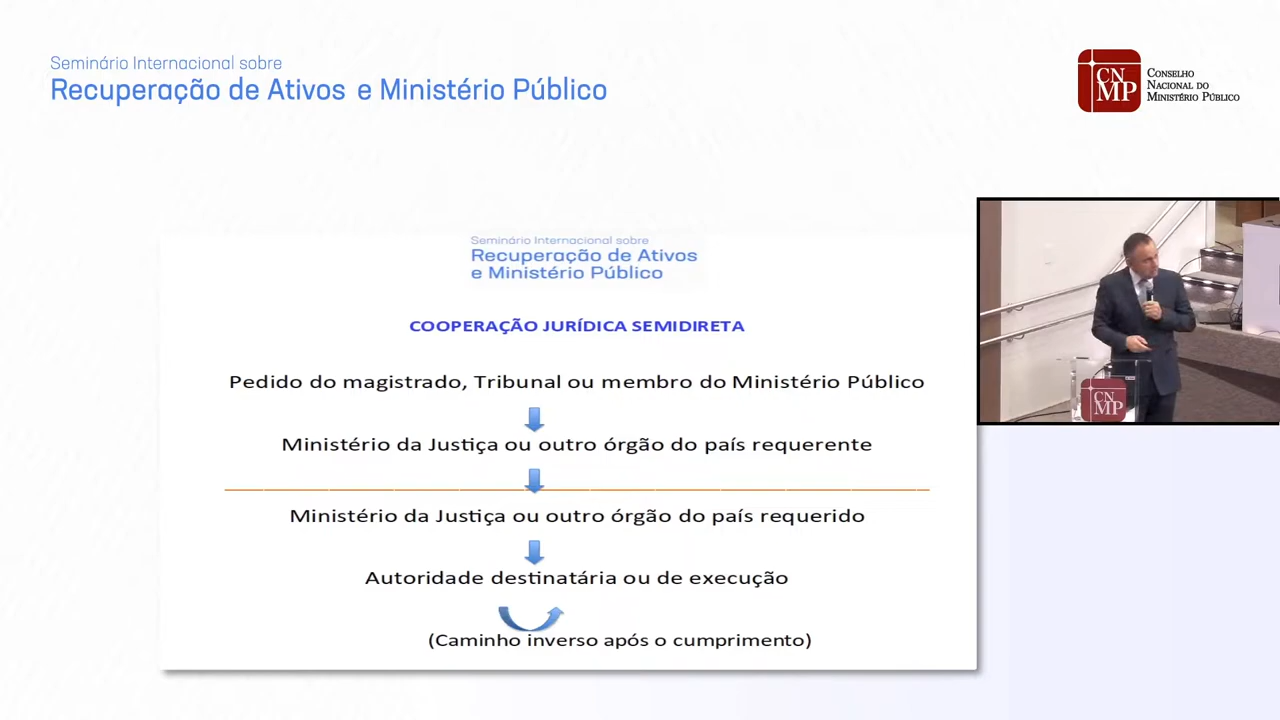 Seminário Internacional sobre
Recuperação de Ativos e Ministério Público
CN
MP
CONSELHO
NACIONAL DO
MINISTÉRIO PÚBLICO
Seminário Internacional sobre
Recuperação de Ativos
e Ministério Público
COOPERAÇÃO JURÍDICA SEMIDIRETA
Pedido do magistrado, Tribunal ou membro do Ministério Público
Ministério da Justiça ou outro órgão do país requerente
Ministério da Justiça ou outro órgão do país requerido
Autoridade destinatária ou de execução
(Caminho inverso após o cumprimento)
CN
MP